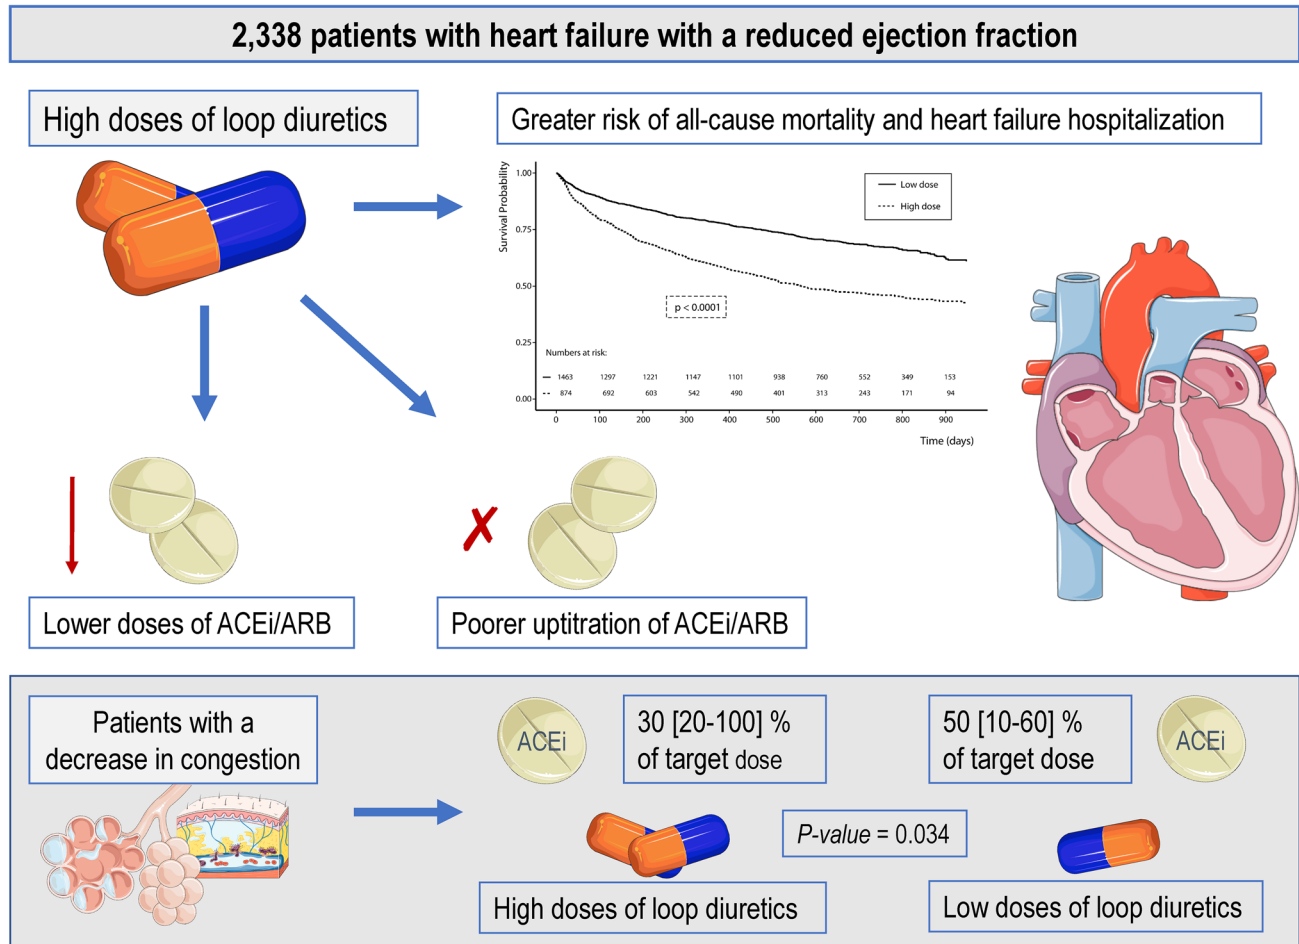 2,338 patients with heart failure with a reduced ejection fraction
High doses of loop diuretics
Greater risk of all-cause mortality and heart failure hospitalization
Survival Probability
1.00
0.75
0.50
0.25
0.00
Low dose
High dose
p < 0.0001
Numbers at risk:
1463 1297 1221 1147 1101 938 760 552 349 153
874 692 603 542 490 401 313 243 171 94
0 100 200 300 400 500 600 700 800 900
Time (days)
✗
Lower doses of ACEi/ARB
Poorer uptitration of ACEi/ARB
Patients with a
decrease in congestion
ACEi
30 [20-100] %
of target dose
50 [10-60] %
of target dose
ACEi
P-value = 0.034
High doses of loop diuretics
Low doses of loop diuretics